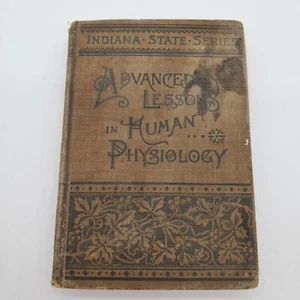 INDIANA · STATE · SERIES
ADVANCED
LESSONS
IN HUMAN
PHYSIOLOGY